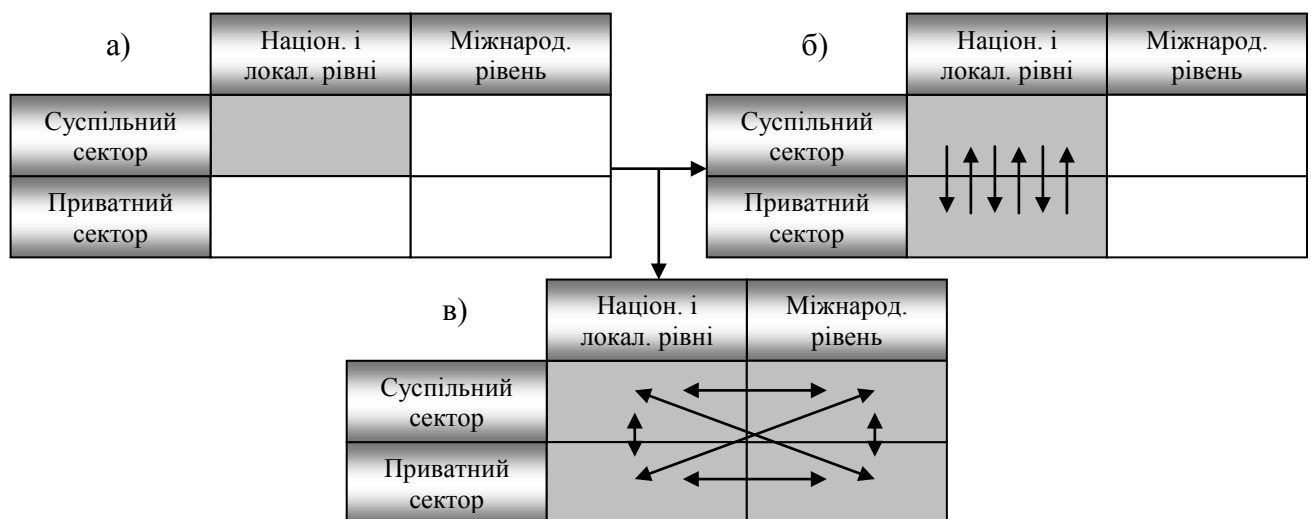 а)
Націон. і
локал. рівні
Міжнарод.
рівень
Суспільний
сектор
Приватний
сектор
б)
Націон. і
локал. рівні
Міжнарод.
рівень
Суспільний
сектор
Приватний
сектор
в)
Націон. і
локал. рівні
Міжнарод.
рівень
Суспільний
сектор
Приватний
сектор